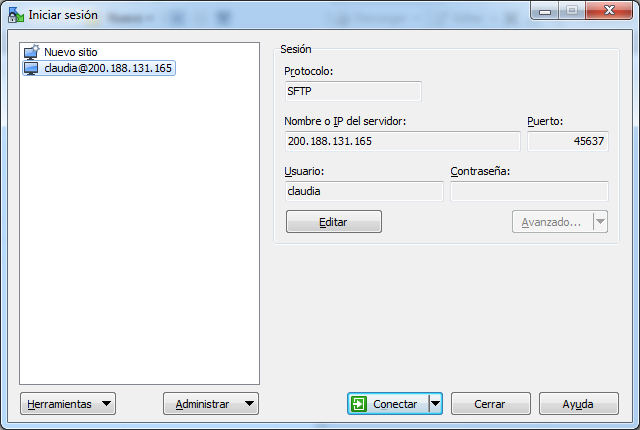 Iniciar sesión
Nuevo sitio
claudia@200.188.131.165
Sesión
Protocolo:
SFTP
Nombre o IP del servidor:
Puerto:
200.188.131.165
45637
Usuario:
Contraseña:
claudia
Editar
Avanzado...
Herramientas
Administrar
Conectar
Cerrar
Ayuda